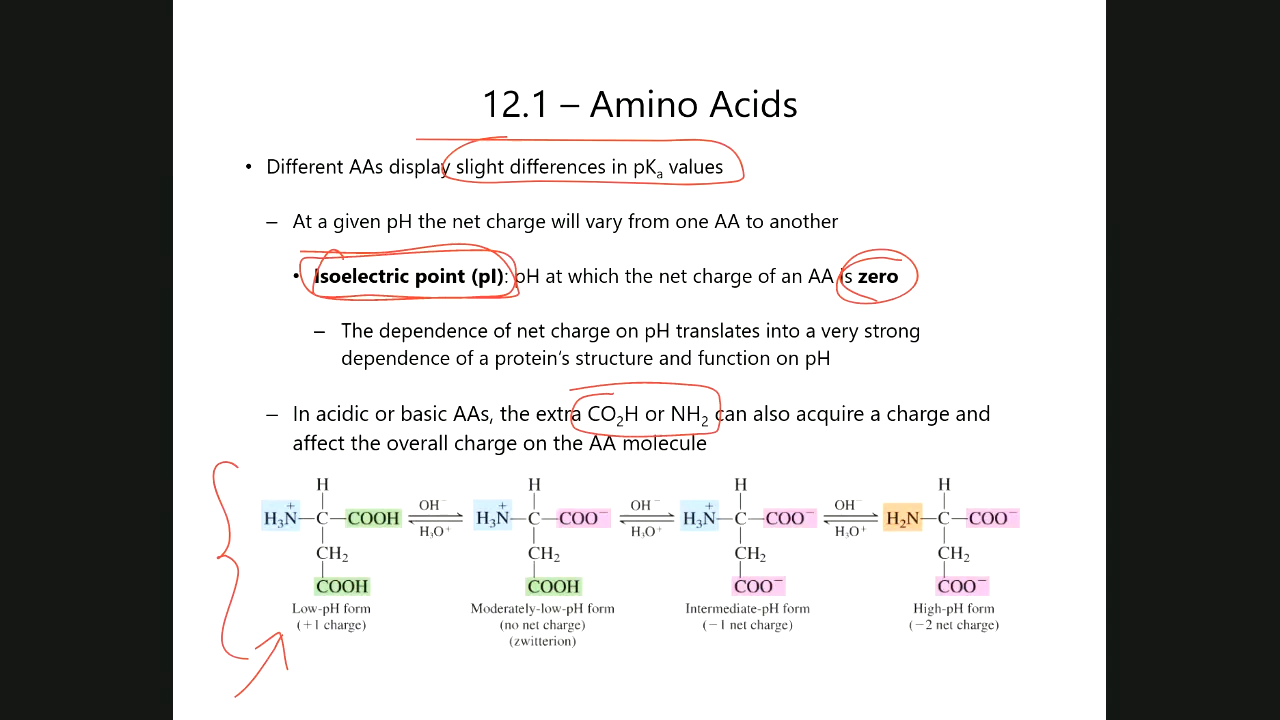 12.1 – Amino Acids
• Different AAs display slight differences in pKa values
– At a given pH the net charge will vary from one AA to another
• Isoelectric point (pI): pH at which the net charge of an AA is zero
– The dependence of net charge on pH translates into a very strong
dependence of a protein's structure and function on pH
– In acidic or basic AAs, the extra CO₂H or NH₂ can also acquire a charge and
affect the overall charge on the AA molecule
H H H H
+ OH⁻ + OH⁻ + OH⁻
H₃N—C—COOH H₃N—C—COO⁻ H₃N—C—COO⁻ H₂N—C—COO⁻
H₃O⁺ H₃O⁺ H₃O⁺
CH₂ CH₂ CH₂ CH₂
COOH COOH COO⁻ COO⁻
Low-pH form Moderately-low-pH form Intermediate-pH form High-pH form
(+1 charge) (no net charge) (−1 net charge) (−2 net charge)
(zwitterion)